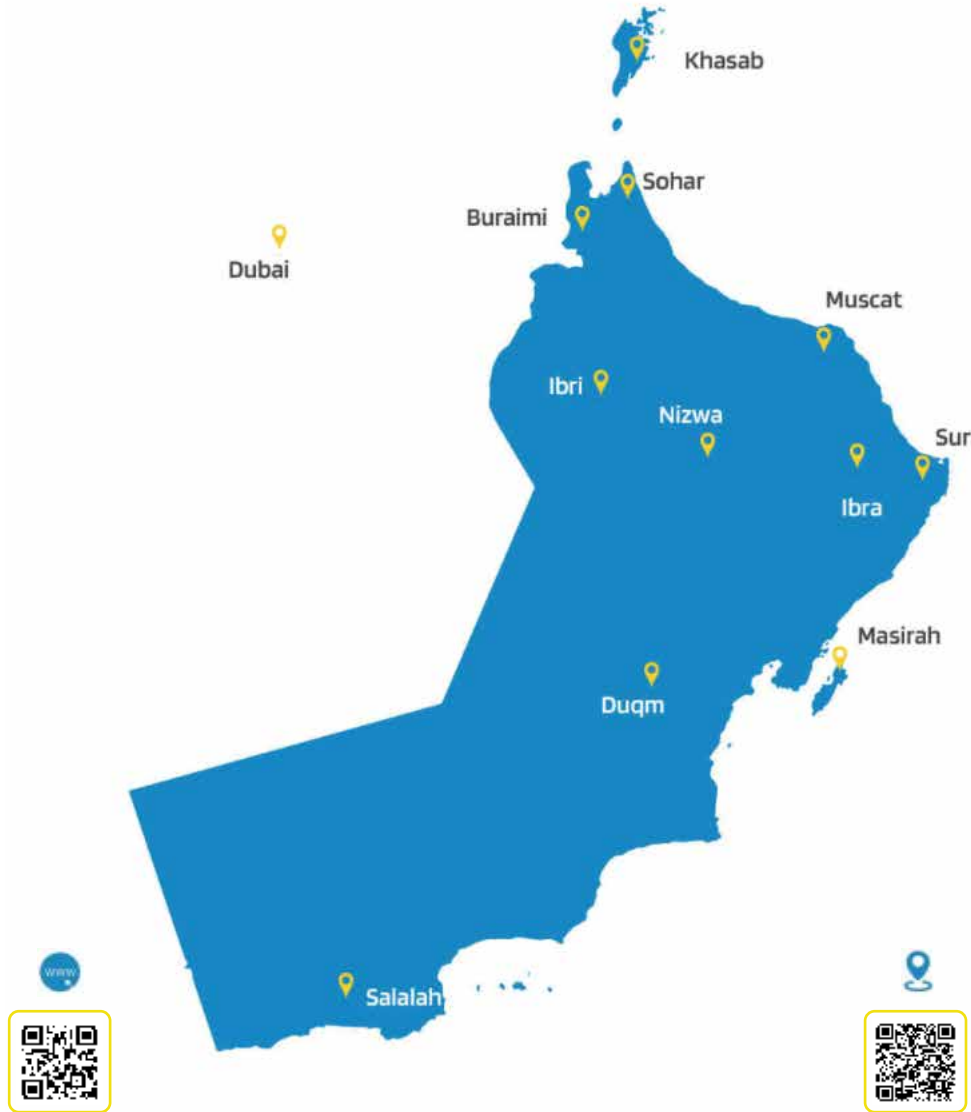 Khasab
Sohar
Buraimi
Dubai
Muscat
Ibri
Nizwa
Sur
Ibra
Masirah
Duqm
www
Salalah